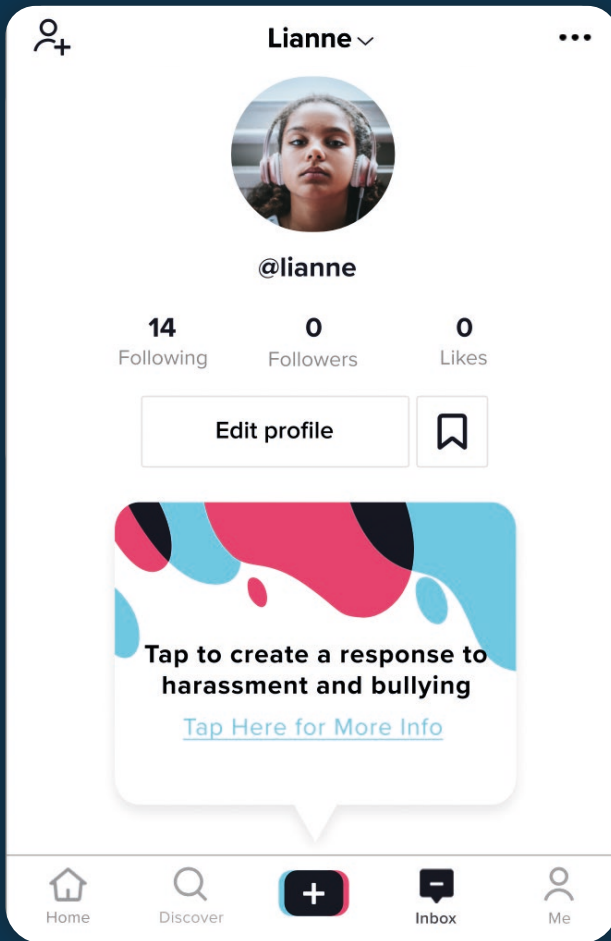 Lianne
@lianne
14 0 0
Following Followers Likes
Edit profile
Tap to create a response to
harassment and bullying
Tap Here for More Info
Home Discover Inbox Me